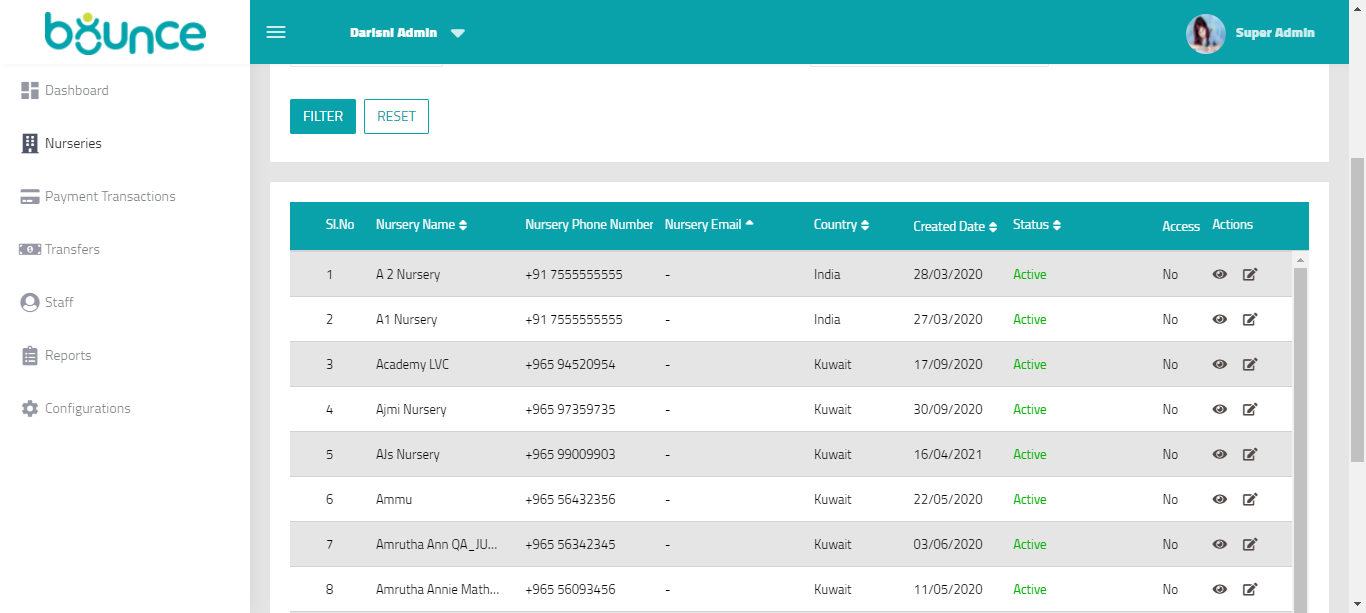 bounce
Darisni Admin
Super Admin
Dashboard
Nurseries
Payment Transactions
Transfers
Staff
Reports
Configurations
FILTER RESET
Sl.No Nursery Name Nursery Phone Number Nursery Email Country Created Date Status Access Actions
1 A 2 Nursery +91 7555555555 - India 28/03/2020 Active No
2 A1 Nursery +91 7555555555 - India 27/03/2020 Active No
3 Academy LVC +965 94520954 - Kuwait 17/09/2020 Active No
4 Ajmi Nursery +965 97359735 - Kuwait 30/09/2020 Active No
5 AJs Nursery +965 99009903 - Kuwait 16/04/2021 Active No
6 Ammu +965 56432356 - Kuwait 22/05/2020 Active No
7 Amrutha Ann QA_JU... +965 56342345 - Kuwait 03/06/2020 Active No
8 Amrutha Annie Math... +965 56093456 - Kuwait 11/05/2020 Active No